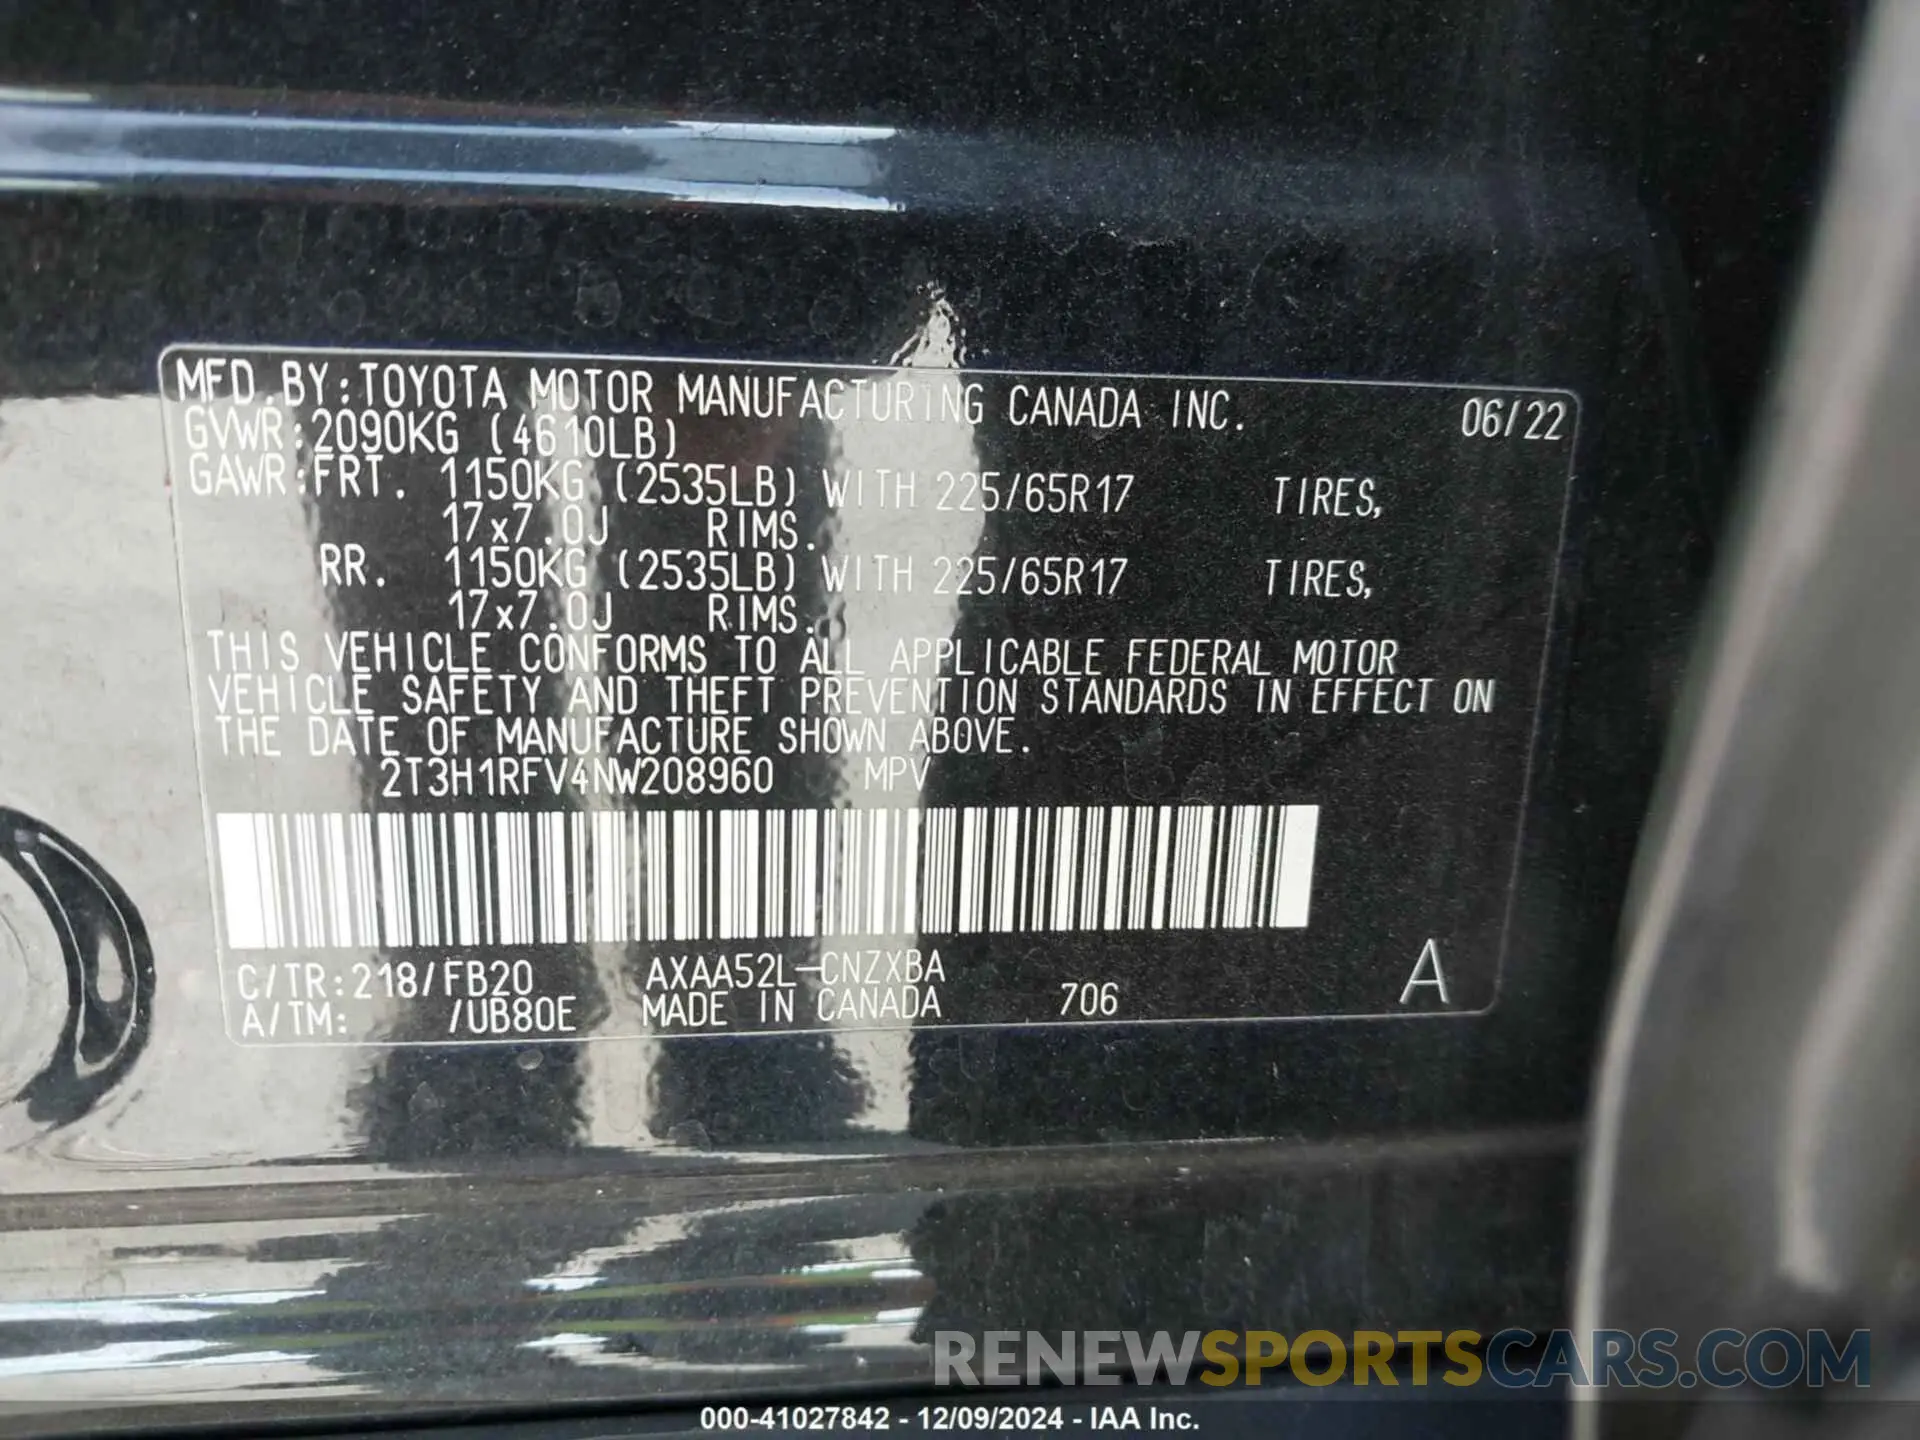 MFD.BY:TOYOTA MOTOR MANUFACTURING CANADA INC. 06/22
GVWR:2090KG (4610LB)
GAWR:FRT. 1150KG (2535LB) WITH 225/65R17 TIRES,
17x7.0J RIMS.
RR. 1150KG (2535LB) WITH 225/65R17 TIRES,
17x7.0J RIMS.
THIS VEHICLE CONFORMS TO ALL APPLICABLE FEDERAL MOTOR
VEHICLE SAFETY AND THEFT PREVENTION STANDARDS IN EFFECT ON
THE DATE OF MANUFACTURE SHOWN ABOVE.
2T3H1RFV4NW208960 MPV
C/TR:218/FB20 AXAA52L-CNZXBA A
A/TM: /UB80E MADE IN CANADA 706
RENEWSPORTSCARS.COM
000-41027842 - 12/09/2024 - IAA Inc.